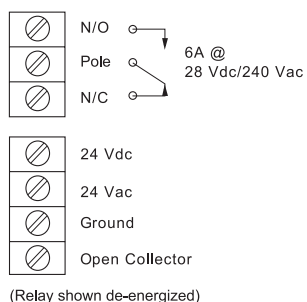 N/O
Pole
N/C
6A @
28 Vdc/240 Vac
24 Vdc
24 Vac
Ground
Open Collector
(Relay shown de-energized)